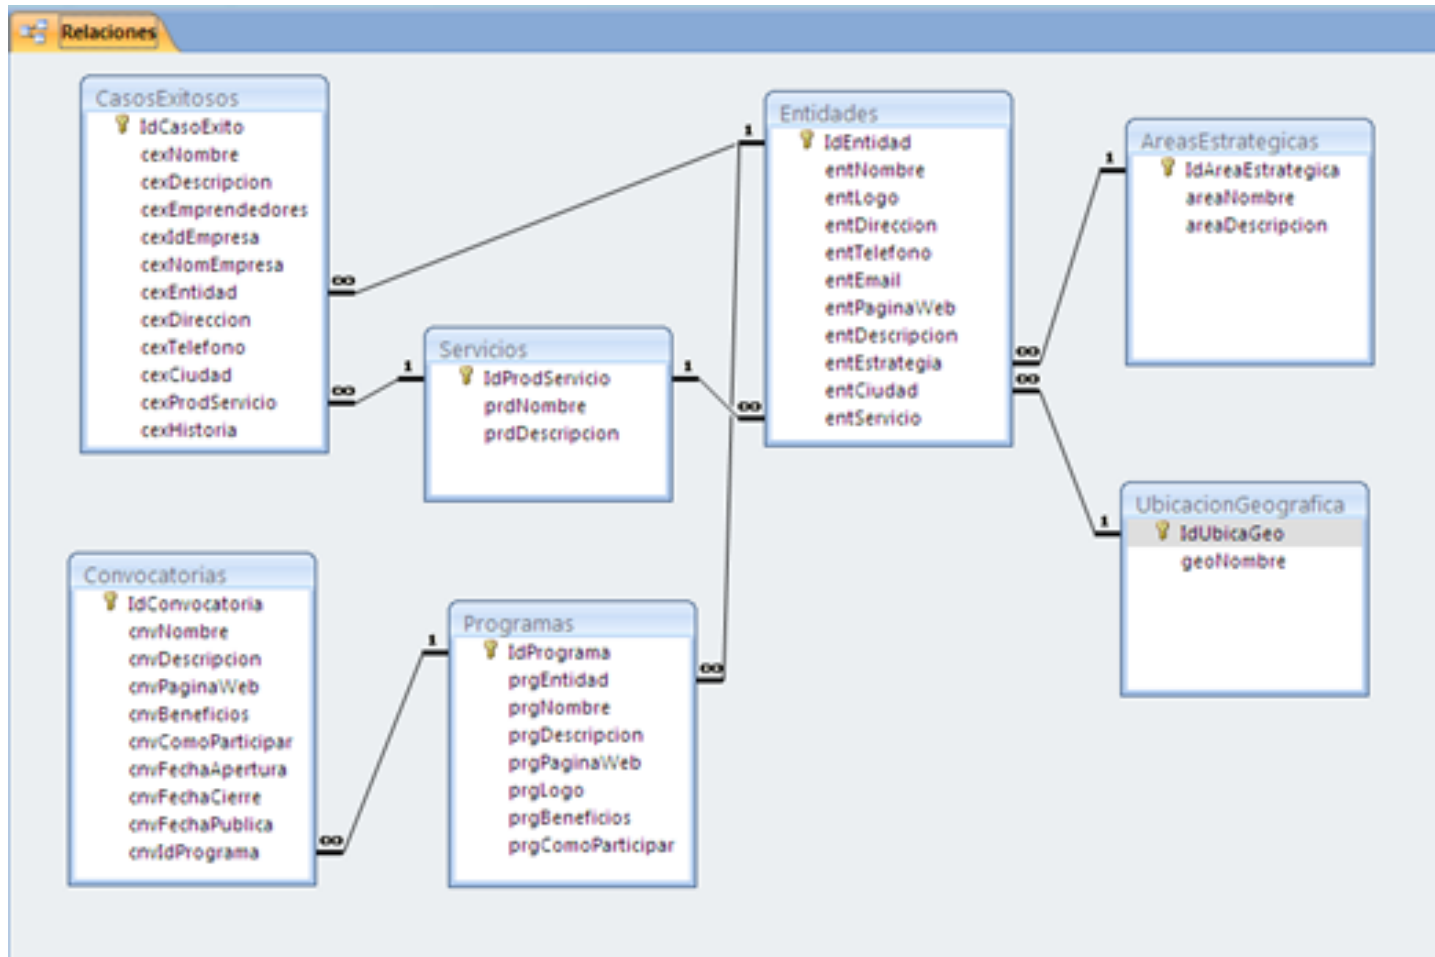 Relaciones
CasosExitosos
IdCasoExito
cexNombre
cexDescripcion
cexEmprendedores
cexIdEmpresa
cexNomEmpresa
cexEntidad
cexDireccion
cexTelefono
cexCiudad
cexProdServicio
cexHistoria
∞
∞
Servicios
IdProdServicio
prdNombre
prdDescripcion
1
1
Entidades
IdEntidad
entNombre
entLogo
entDireccion
entTelefono
entEmail
entPaginaWeb
entDescripcion
entEstrategia
entCiudad
entServicio
1
∞
∞
∞
AreasEstrategicas
IdAreaEstrategica
areaNombre
areaDescripcion
1
UbicacionGeografica
IdUbicaGeo
geoNombre
1
Convocatorias
IdConvocatoria
cnvNombre
cnvDescripcion
cnvPaginaWeb
cnvBeneficios
cnvComoParticipar
cnvFechaApertura
cnvFechaCierre
cnvFechaPublica
cnvIdPrograma
∞
Programas
IdPrograma
prgEntidad
prgNombre
prgDescripcion
prgPaginaWeb
prgLogo
prgBeneficios
prgComoParticipar
1
∞